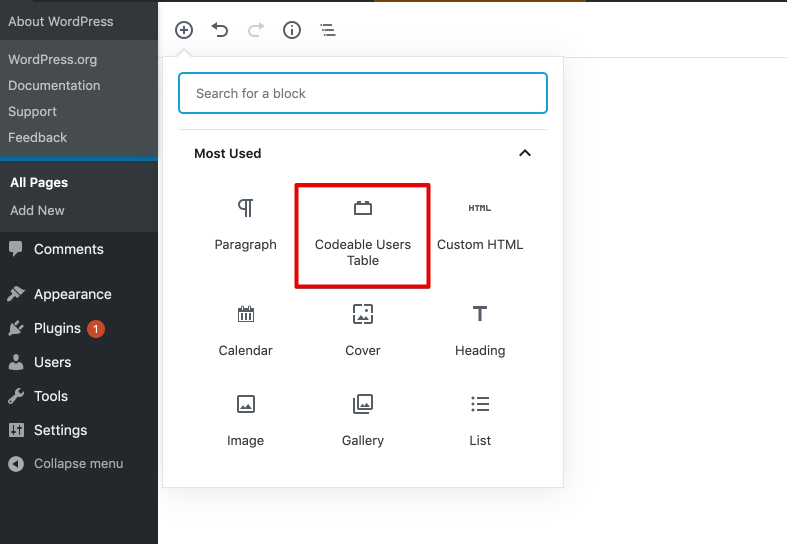 About WordPress
WordPress.org
Documentation
Support
Feedback
All Pages
Add New
Comments
Appearance
Plugins 1
Users
Tools
Settings
Collapse menu
Search for a block
Most Used
Paragraph
Codeable Users
Table
HTML
Custom HTML
Calendar
Cover
Heading
Image
Gallery
List